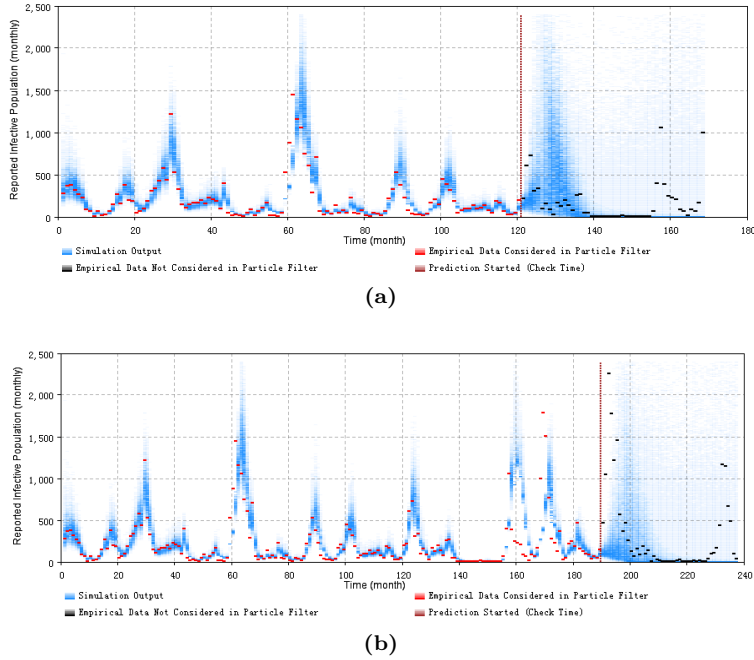 2,500
2,000
1,500
1,000
500
0
Reported Infective Population (monthly)
0 20 40 60 80 100 120 140 160 180
Time (month)
Simulation Output
Empirical Data Considered in Particle Filter
Empirical Data Not Considered in Particle Filter
Prediction Started (Check Time)
(a)
2,500
2,000
1,500
1,000
500
0
Reported Infective Population (monthly)
0 20 40 60 80 100 120 140 160 180 200 220 240
Time (month)
Simulation Output
Empirical Data Considered in Particle Filter
Empirical Data Not Considered in Particle Filter
Prediction Started (Check Time)
(b)